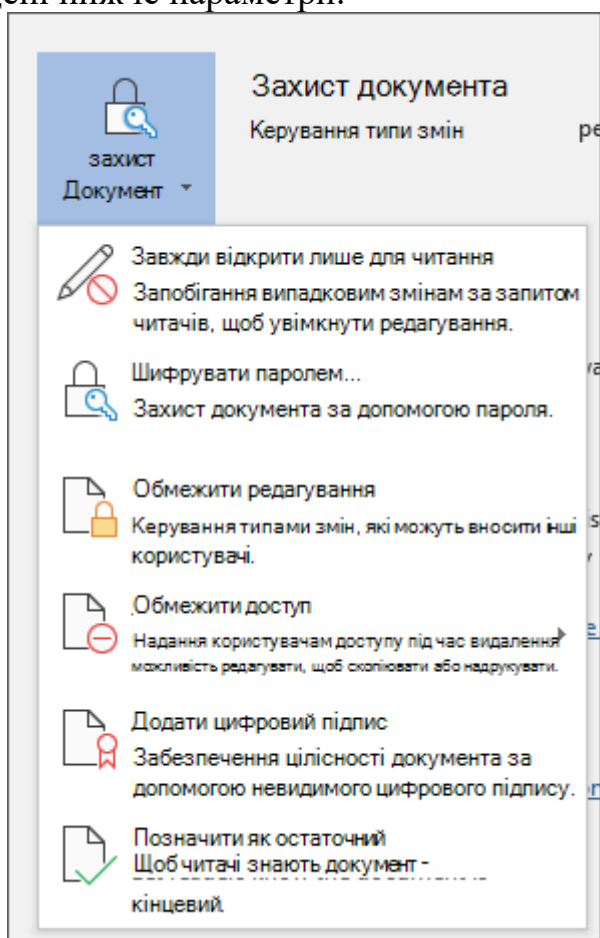 нижче параметри:
Захист документа
Керування типи змін ре
захист
Документ
Завжди відкрити лише для читання
Запобігання випадковим змінам за запитом
читачів, щоб увімкнути редагування.
Шифрувати паролем...
Захист документа за допомогою пароля.
Обмежити редагування
Керування типами змін, які можуть вносити інші
користувачі.
Обмежити доступ
Надання користувачам доступу під час видалення
можливість редагувати, щоб скопіювати або надрукувати.
Додати цифровий підпис
Забезпечення цілісності документа за
допомогою невидимого цифрового підпису.
Позначити як остаточний
Щоб читачі знають документ -
кінцевий.